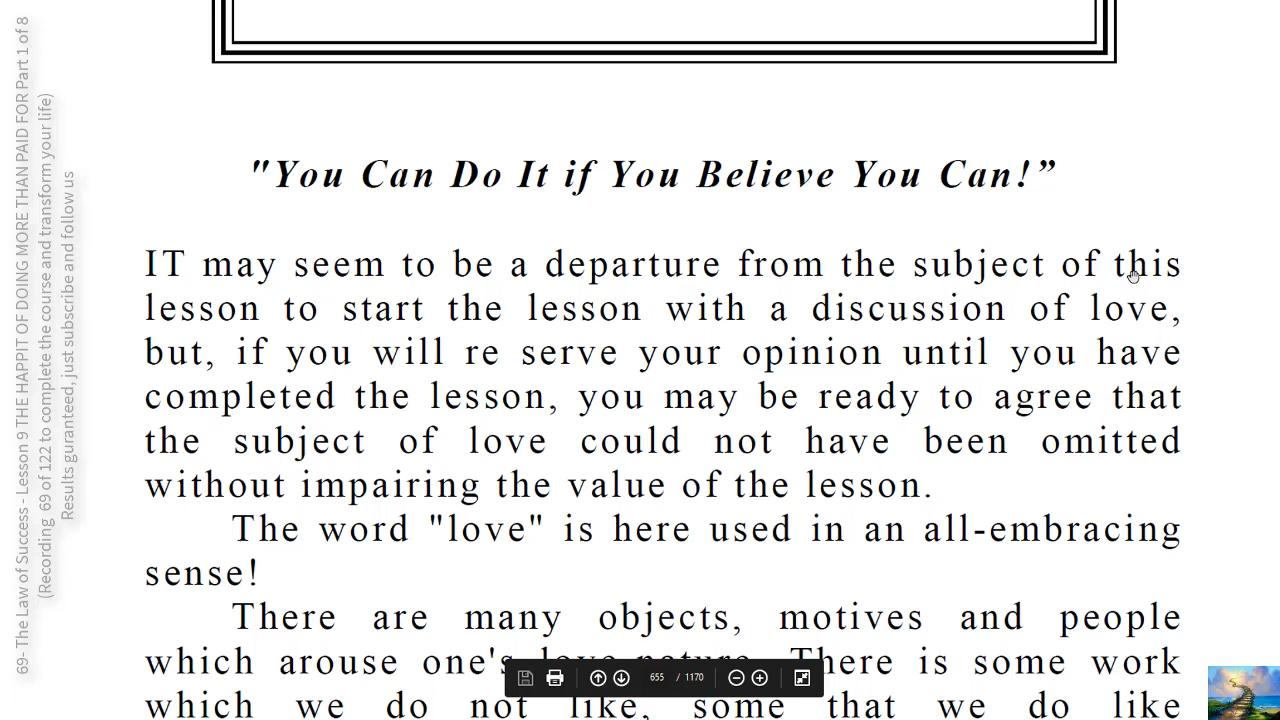 69- The Law of Success - Lesson 9 THE HAPPIT OF DOING MORE THAN PAID FOR Part 1 of 8
(Recording 69 of 122 to complete the course and transform your life)
Results guranteed, just subscribe and follow us
"You Can Do It if You Believe You Can!”
IT may seem to be a departure from the subject of this
lesson to start the lesson with a discussion of love,
but, if you will re serve your opinion until you have
completed the lesson, you may be ready to agree that
the subject of love could not have been omitted
without impairing the value of the lesson.
The word "love" is here used in an all-embracing
sense!
There are many objects, motives and people
which arouse one's love nature. There is some work
which we do not like, some that we do like
655 / 1170